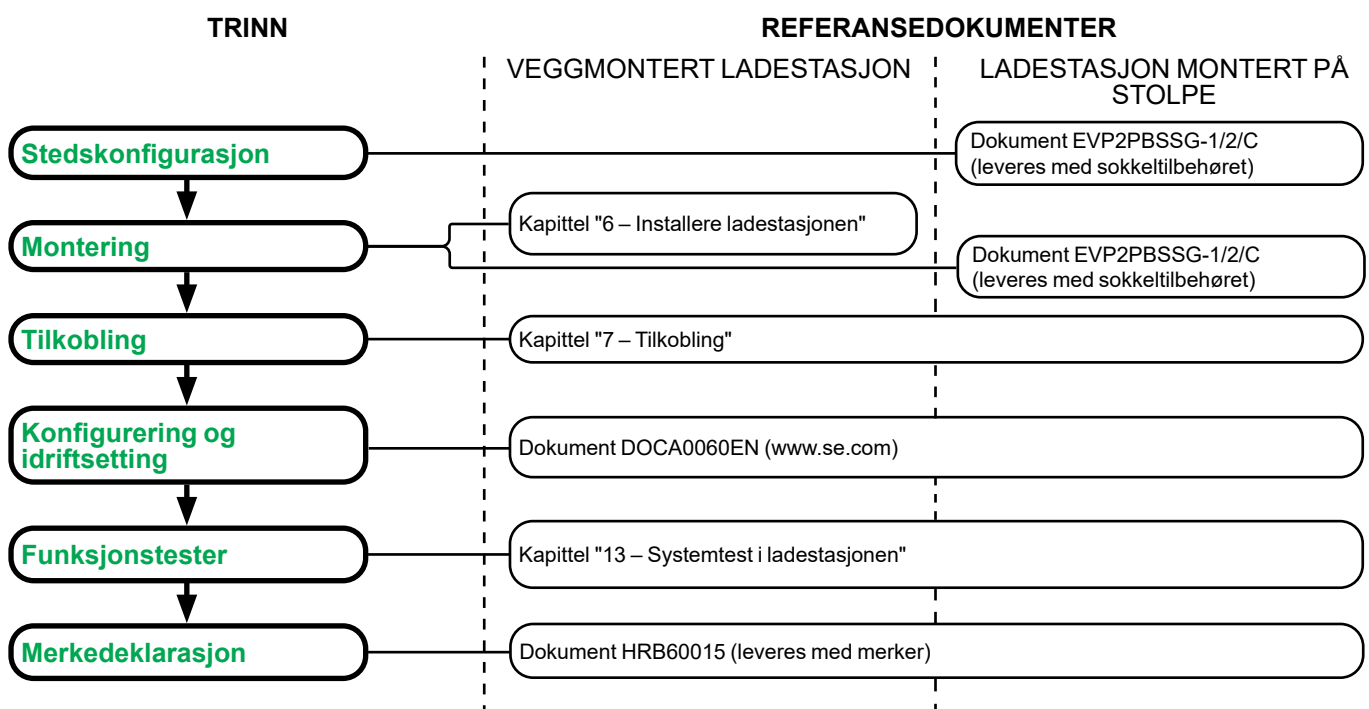 TRINN
REFERANSEDOKUMENTER
VEGGMONTERT LADESTASJON
LADESTASJON MONTERT PÅ
STOLPE
Stedskonfigurasjon
Dokument EVP2PBSSG-1/2/C
(leveres med sokkeltilbehøret)
Montering
Kapittel "6 – Installere ladestasjonen"
Dokument EVP2PBSSG-1/2/C
(leveres med sokkeltilbehøret)
Tilkobling
Kapittel "7 – Tilkobling"
Konfigurering og
idriftsetting
Dokument DOCA0060EN (www.se.com)
Funksjonstester
Kapittel "13 – Systemtest i ladestasjonen"
Merkedeklarasjon
Dokument HRB60015 (leveres med merker)